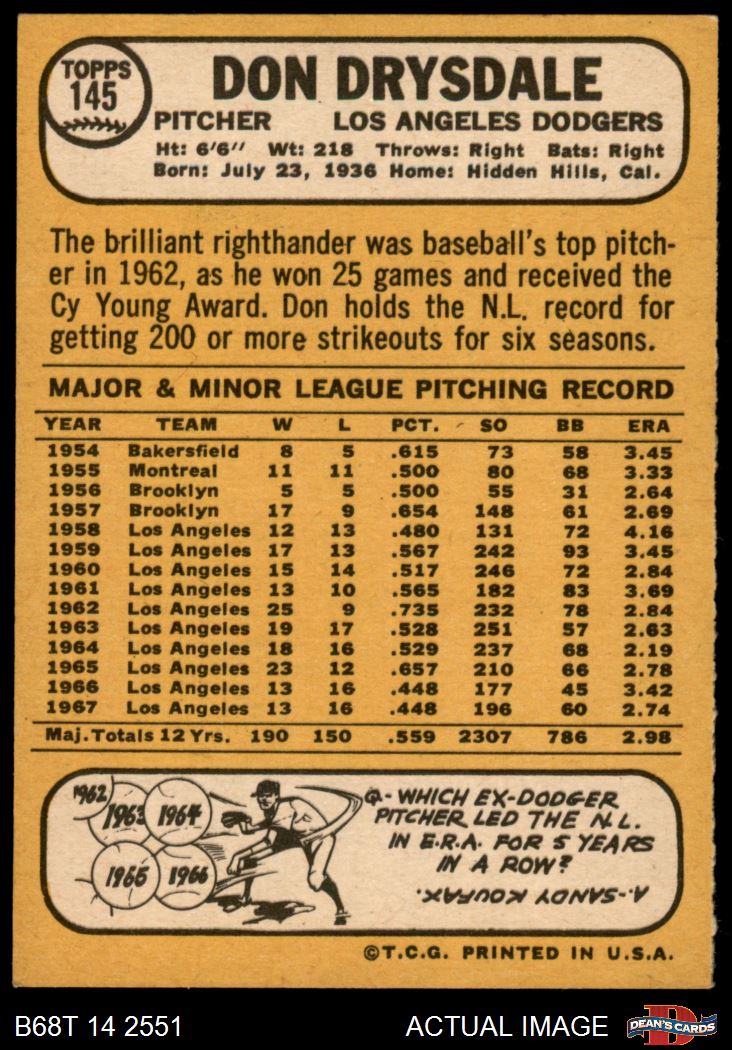 TOPPS
145
DON DRYSDALE
PITCHER LOS ANGELES DODGERS
Ht: 6'6" Wt: 218 Throws: Right Bats: Right
Born: July 23, 1936 Home: Hidden Hills, Cal.
The brilliant righthander was baseball's top pitch-
er in 1962, as he won 25 games and received the
Cy Young Award. Don holds the N.L. record for
getting 200 or more strikeouts for six seasons.
MAJOR & MINOR LEAGUE PITCHING RECORD
YEAR TEAM W L PCT. SO BB ERA
1954 Bakersfield 8 5 .615 73 58 3.45
1955 Montreal 11 11 .500 80 68 3.33
1956 Brooklyn 5 5 .500 55 31 2.64
1957 Brooklyn 17 9 .654 148 61 2.69
1958 Los Angeles 12 13 .480 131 72 4.16
1959 Los Angeles 17 13 .567 242 93 3.45
1960 Los Angeles 15 14 .517 246 72 2.84
1961 Los Angeles 13 10 .565 182 83 3.69
1962 Los Angeles 25 9 .735 232 78 2.84
1963 Los Angeles 19 17 .528 251 57 2.63
1964 Los Angeles 18 16 .529 237 68 2.19
1965 Los Angeles 23 12 .657 210 66 2.78
1966 Los Angeles 13 16 .448 177 45 3.42
1967 Los Angeles 13 16 .448 196 60 2.74
Maj. Totals 12 Yrs. 190 150 .559 2307 786 2.98
1962
1963 1964
1965 1966
Q- WHICH EX-DODGER
PITCHER LED THE N.L.
IN E.R.A. FOR 5 YEARS
IN A ROW?
A-SANDY KOUFAX.
©T.C.G. PRINTED IN U.S.A.
B68T 14 2551 ACTUAL IMAGE
D
DEAN'S CARDS